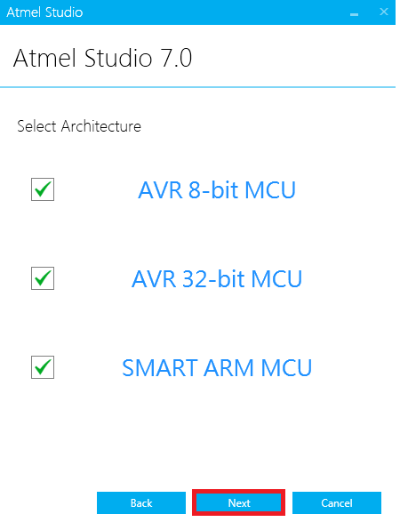 Atmel Studio
Atmel Studio 7.0
Select Architecture
AVR 8-bit MCU
AVR 32-bit MCU
SMART ARM MCU
Back Next Cancel